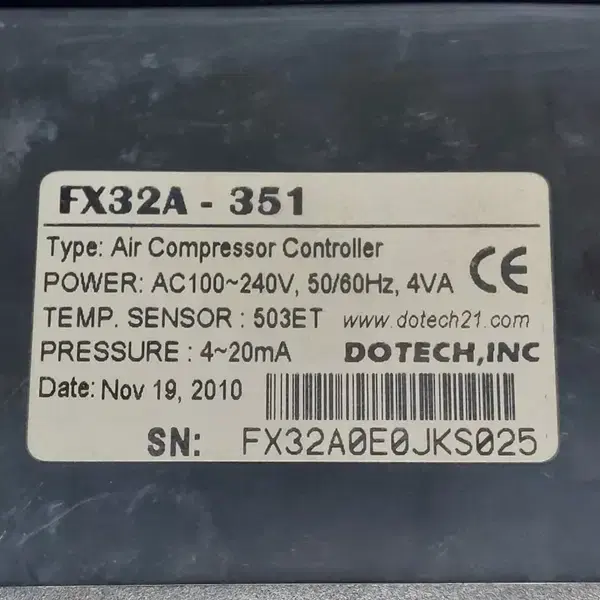 FX32A - 351
Type: Air Compressor Controller
POWER: AC100~240V, 50/60Hz, 4VA CE
TEMP. SENSOR : 503ET www.dotech21.com
PRESSURE : 4~20mA DOTECH,INC
Date: Nov 19, 2010
SN: FX32A0E0JKS025